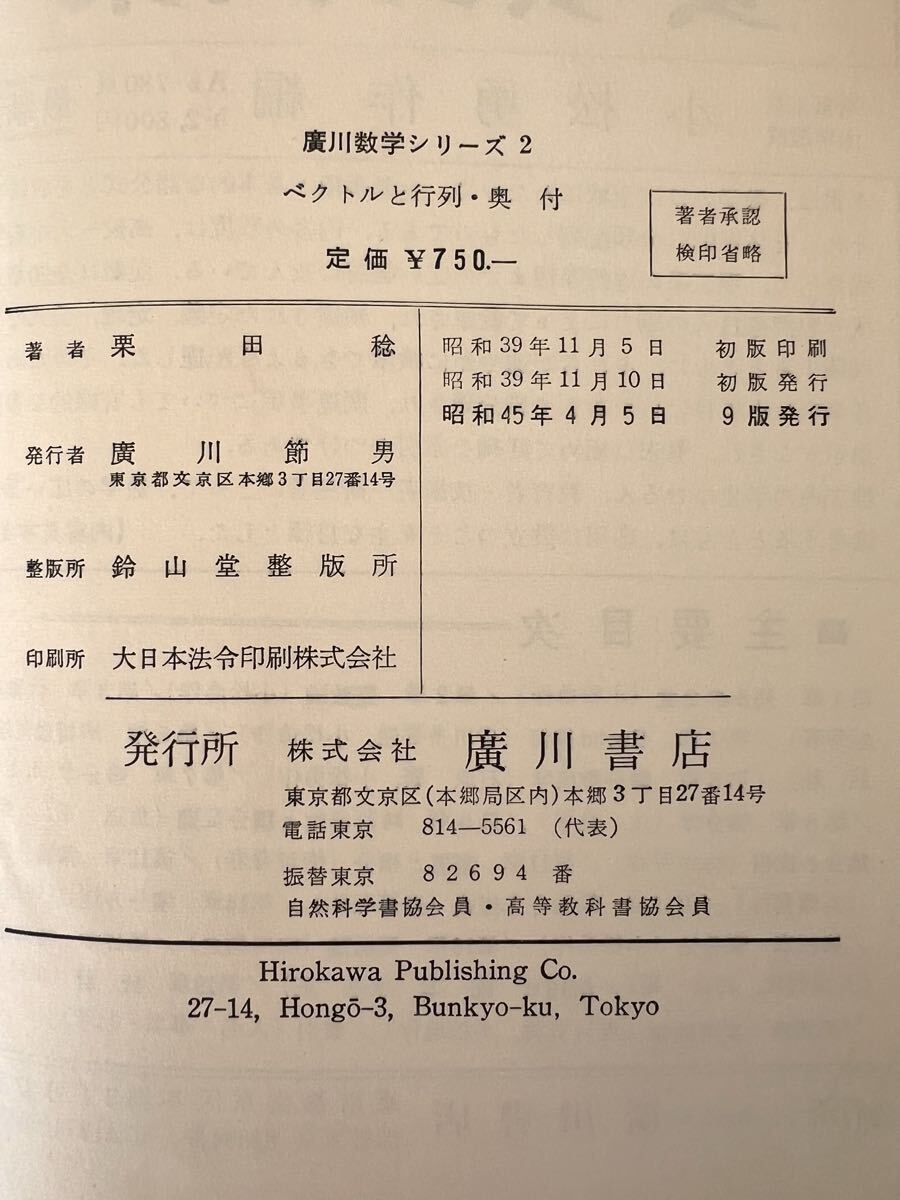 廣川数学シリーズ 2
ベクトルと行列・奥 付
定 価 ¥750.—
著者承認
検印省略
著 者 栗 田 稔
昭和39年11月 5 日 初版印刷
昭和39年11月10日 初版発行
昭和45年 4 月 5 日 9 版発行
発行者 廣 川 節 男
東京都文京区本郷3丁目27番14号
整版所 鈴 山 堂 整 版 所
印刷所 大日本法令印刷株式会社
発行所 株式会社 廣川書店
東京都文京区(本郷局区内)本郷3丁目27番14号
電話東京 814—5561 (代表)
振替東京 82694 番
自然科学書協会員・高等教科書協会員
Hirokawa Publishing Co.
27-14, Hongō-3, Bunkyo-ku, Tokyo